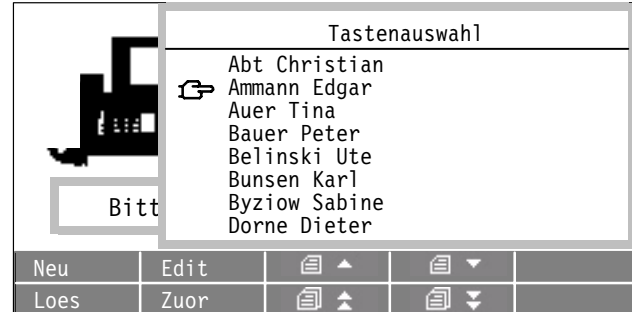 Tastenauswahl
Abt Christian
Ammann Edgar
Auer Tina
Bauer Peter
Belinski Ute
Bunsen Karl
Byziow Sabine
Dorne Dieter
Bitt
Neu Edit
Loes Zuor